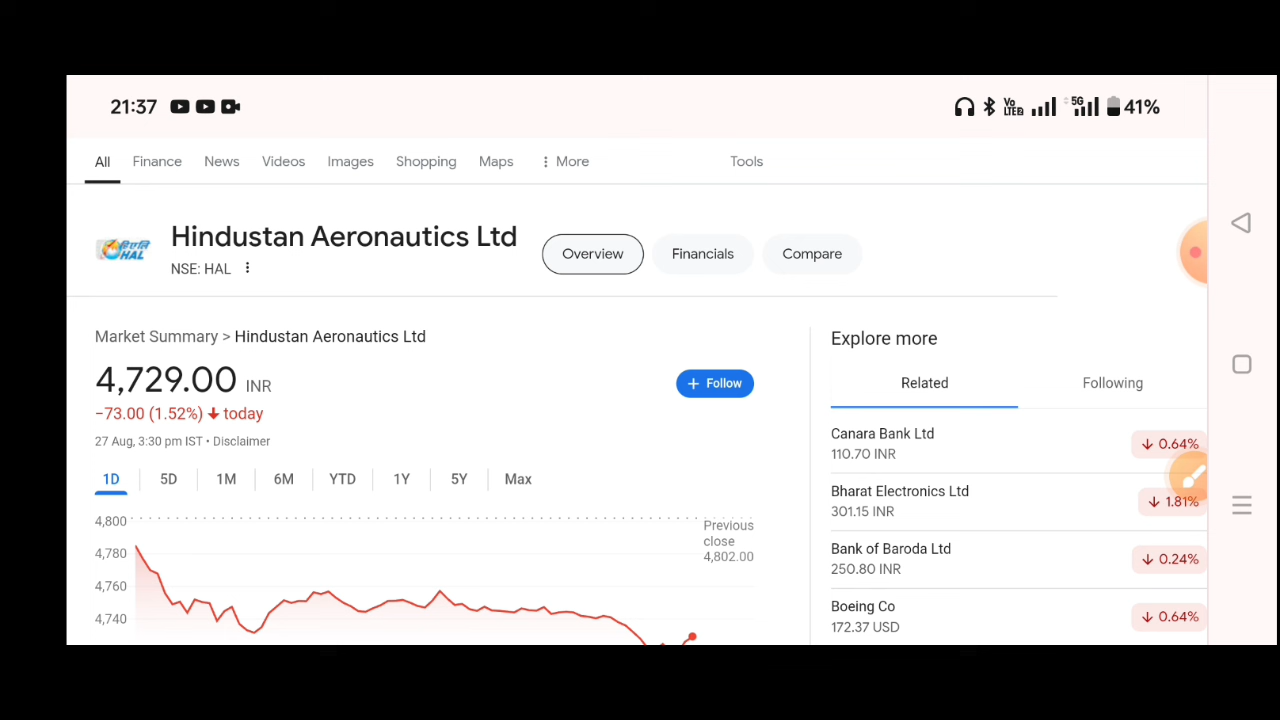 21:37
Vo LTE2 5G 41%
All Finance News Videos Images Shopping Maps More Tools
HAL
Hindustan Aeronautics Ltd
NSE: HAL
Overview Financials Compare
Market Summary > Hindustan Aeronautics Ltd
4,729.00 INR
−73.00 (1.52%) today
27 Aug, 3:30 pm IST • Disclaimer
+ Follow
1D 5D 1M 6M YTD 1Y 5Y Max
4,800
4,780
4,760
4,740
Previous
close
4,802.00
Explore more
Related Following
Canara Bank Ltd
110.70 INR
0.64%
Bharat Electronics Ltd
301.15 INR
1.81%
Bank of Baroda Ltd
250.80 INR
0.24%
Boeing Co
172.37 USD
0.64%